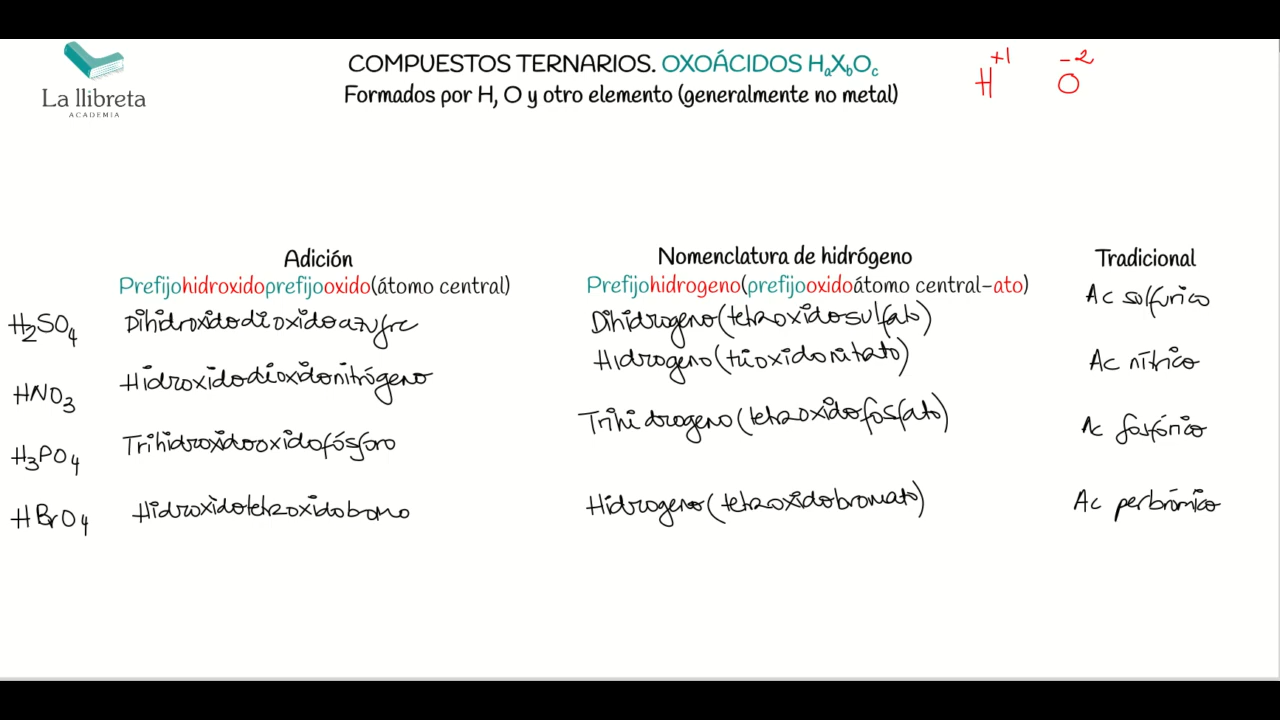 La llibreta
ACADEMIA
COMPUESTOS TERNARIOS. OXOÁCIDOS HaXbOc
Formados por H, O y otro elemento (generalmente no metal)
H+1 O-2
Adición Nomenclatura de hidrógeno Tradicional
Prefijohidroxidoprefijooxido(átomo central) Prefijohidrogeno(prefijooxidoátomo central-ato)
H2SO4 Dihidroxidodioxidoazufre Dihidrogeno(tetraoxidosulfato) Ac sulfúrico
HNO3 Hidroxidodioxidonitrógeno Hidrogeno(trioxidonitrato) Ac nítrico
H3PO4 Trihidroxidooxidofósforo Trihidrogeno(tetraoxidofosfato) Ac fosfórico
HBrO4 Hidroxidotetraoxidobromo Hidrogeno(tetraoxidobromato) Ac perbrómico